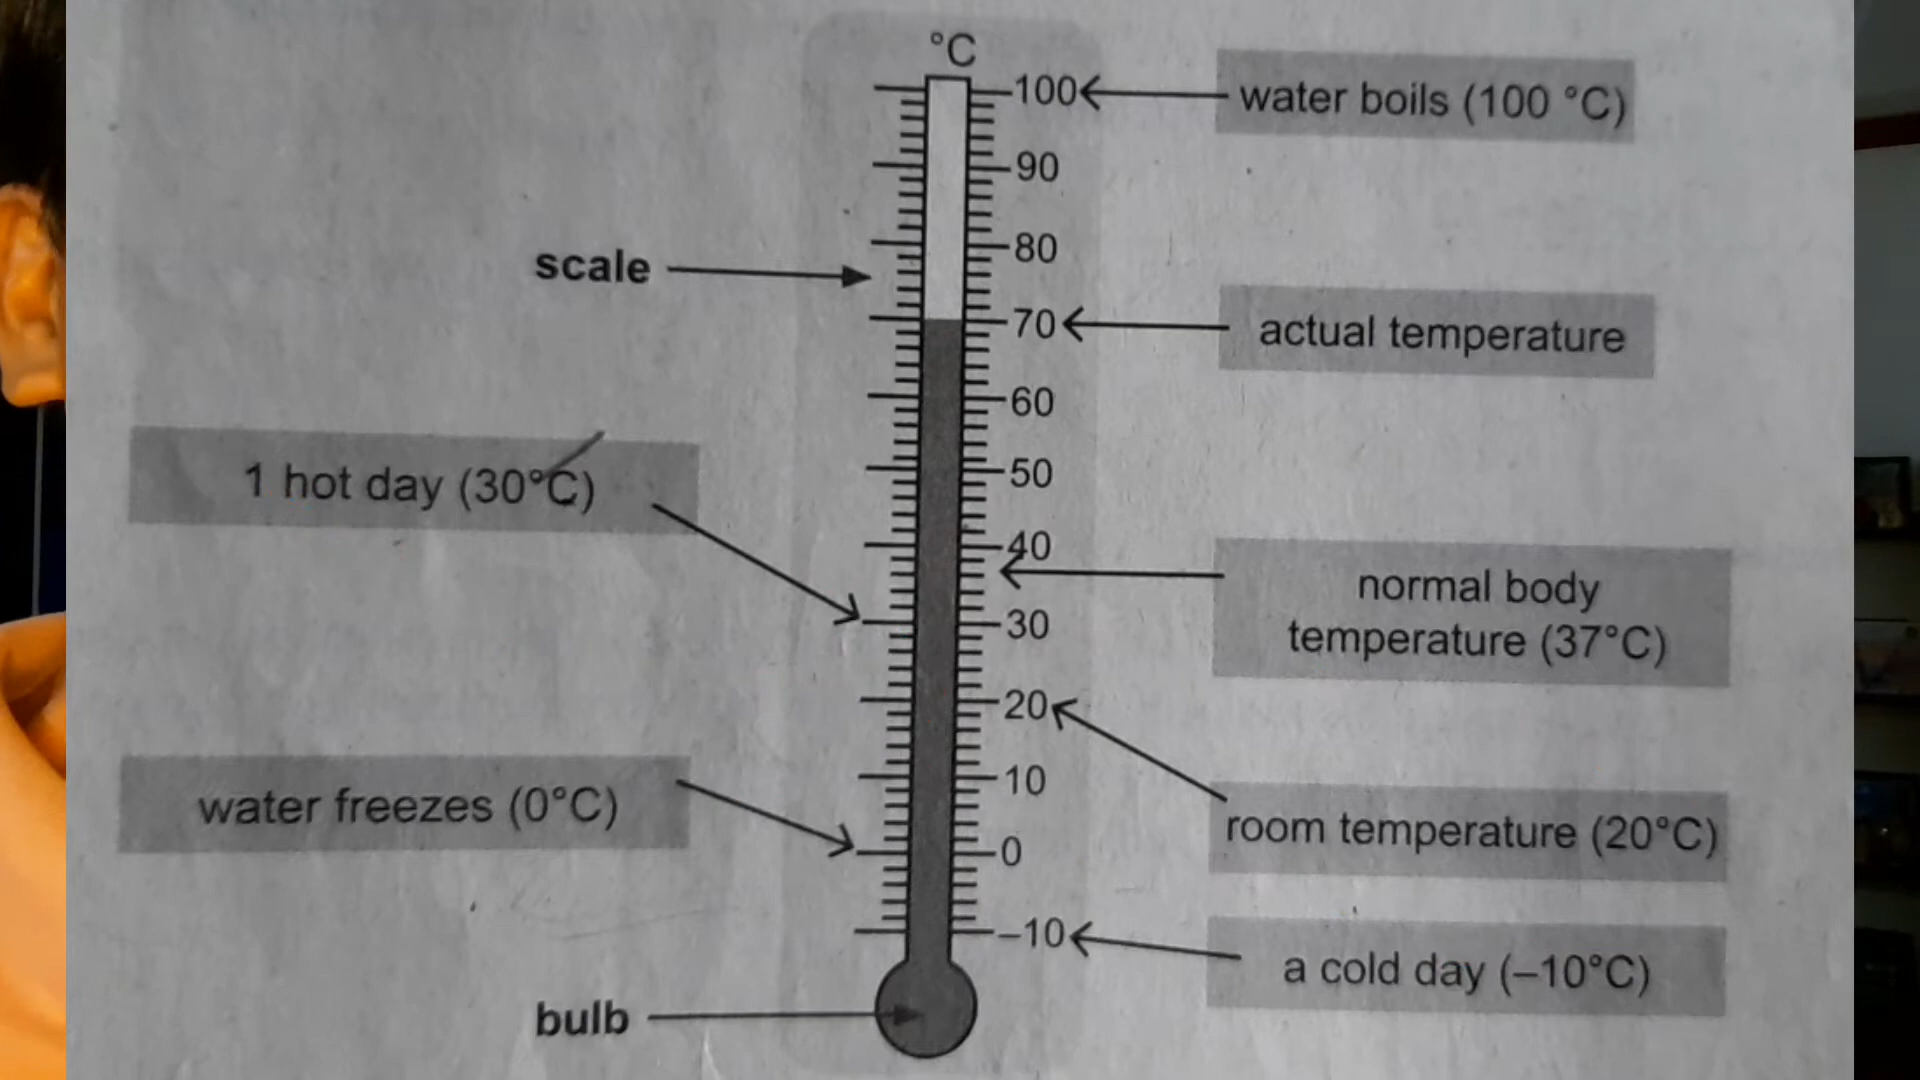 °C
100
water boils (100 °C)
90
80
scale
70
actual temperature
60
1 hot day (30°C)
50
40
normal body
temperature (37°C)
30
20
10
water freezes (0°C)
room temperature (20°C)
0
–10
a cold day (–10°C)
bulb